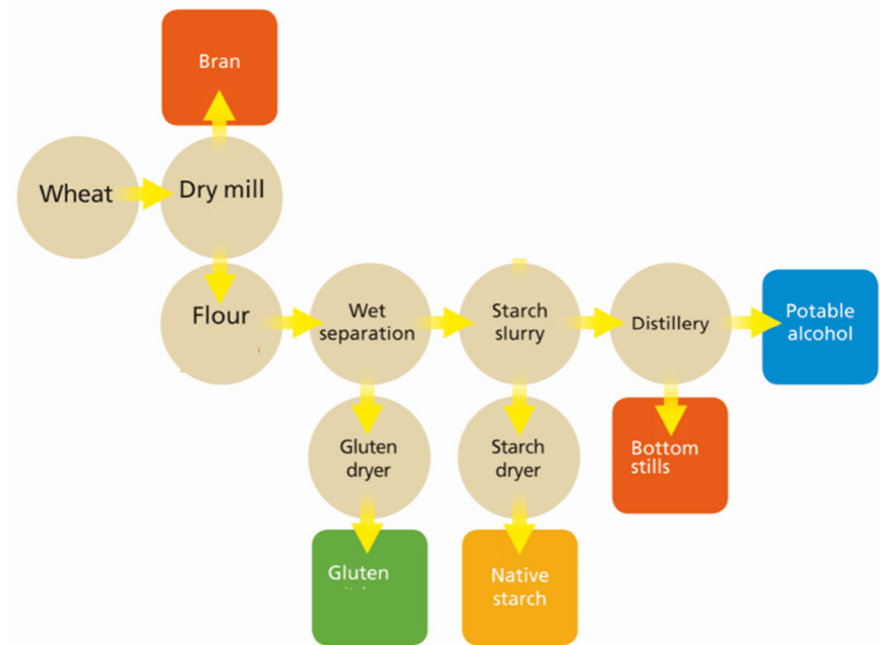 Bran
Wheat
Dry mill
Flour
Wet
separation
Starch
slurry
Distillery
Potable
alcohol
Gluten
dryer
Starch
dryer
Bottom
stills
Gluten
Native
starch